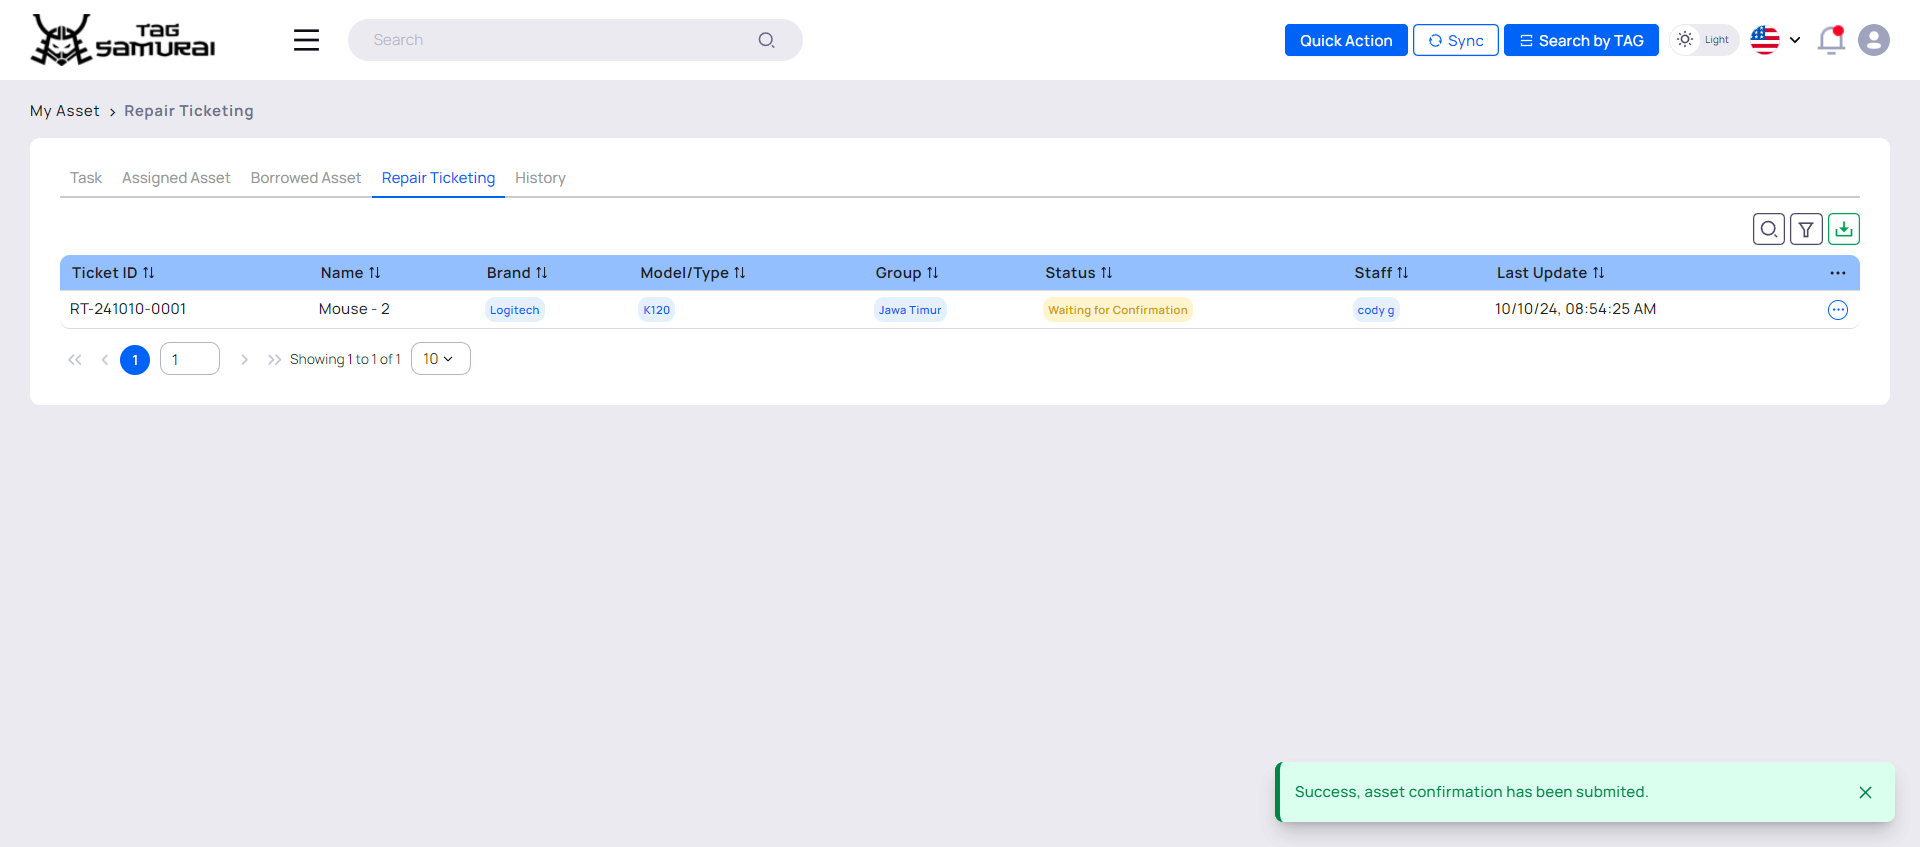 TAG
SAMURAI
Search
Quick Action
Sync
Search by TAG
Light
My Asset > Repair Ticketing
Task Assigned Asset Borrowed Asset Repair Ticketing History
Ticket ID Name Brand Model/Type Group Status Staff Last Update ...
RT-241010-0001 Mouse - 2 Logitech K120 Jawa Timur Waiting for Confirmation cody g 10/10/24, 08:54:25 AM
1 1 Showing 1 to 1 of 1 10
Success, asset confirmation has been submited.